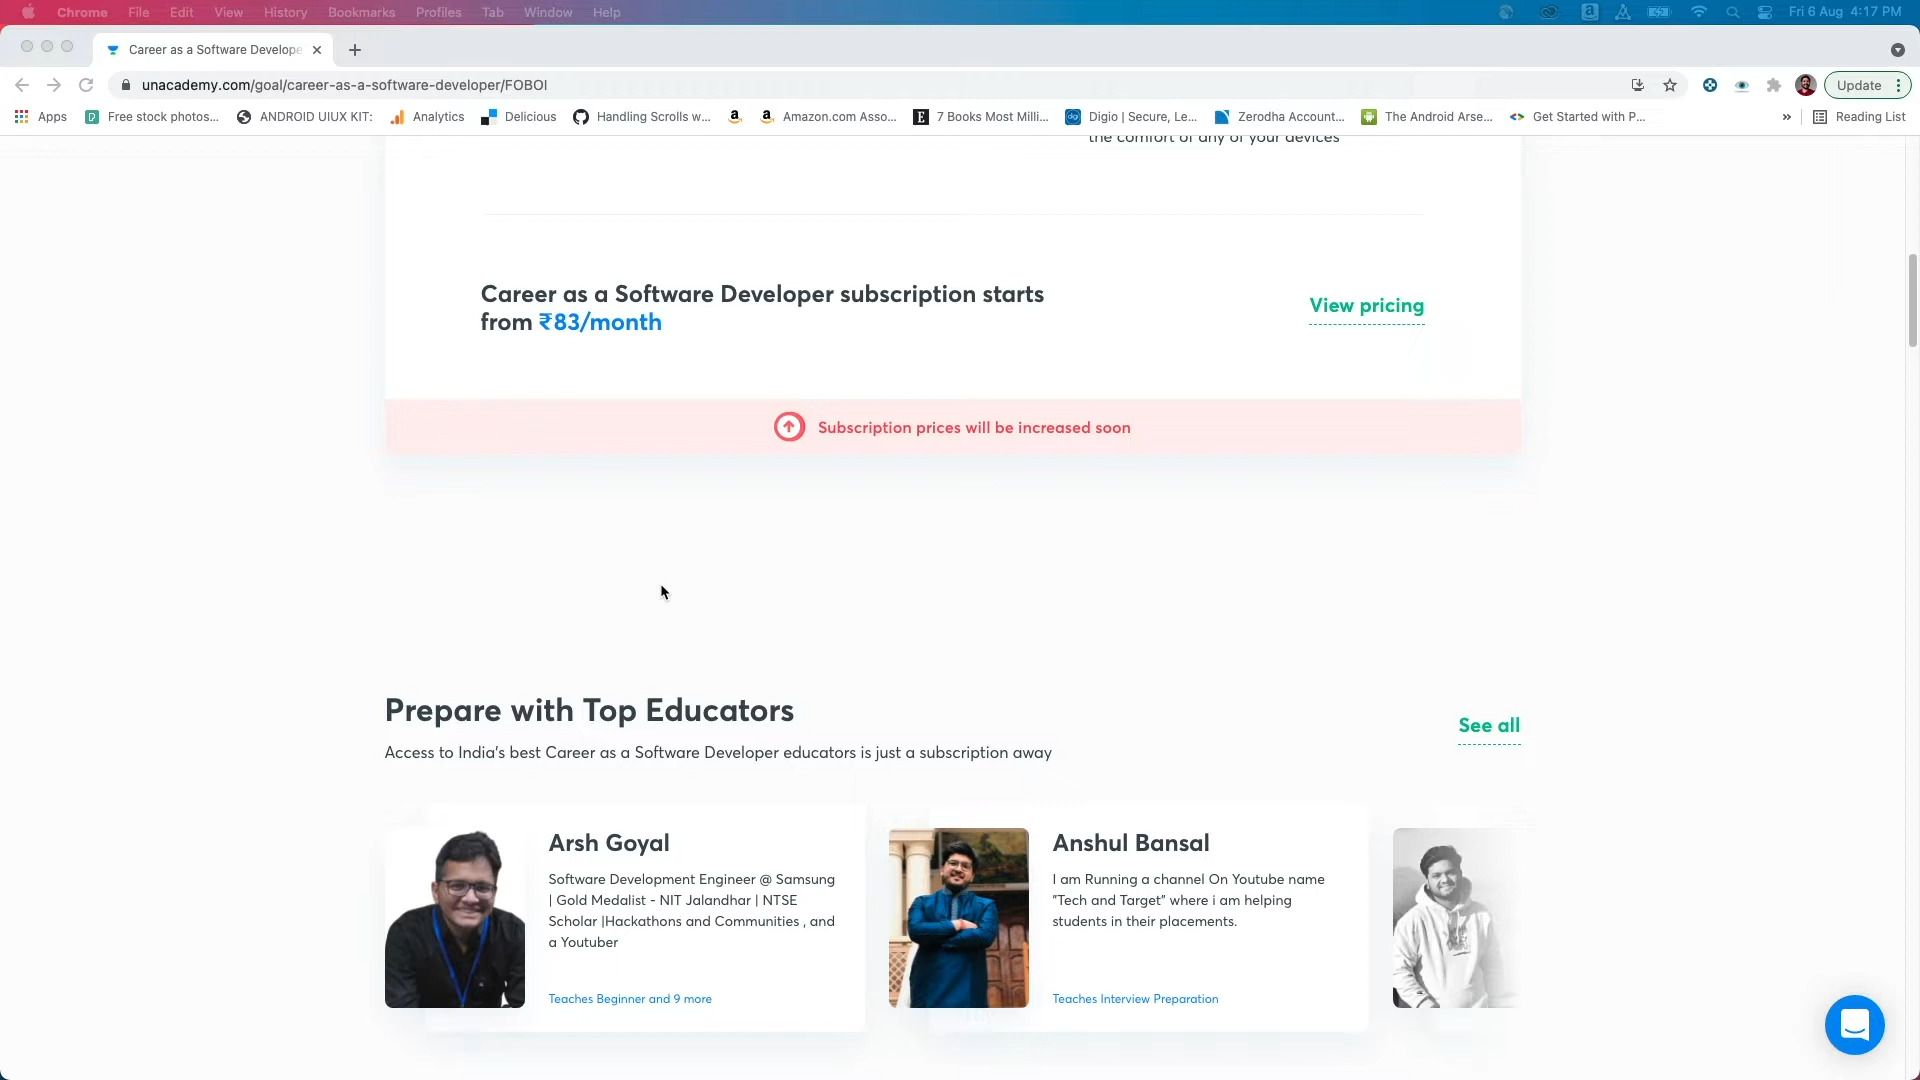 Chrome File Edit View History Bookmarks Profiles Tab Window Help Fri 6 Aug 4:17 PM
Career as a Software Develope
unacademy.com/goal/career-as-a-software-developer/FOBOI Update
Apps Free stock photos... ANDROID UIUX KIT: Analytics Delicious Handling Scrolls w... Amazon.com Asso... 7 Books Most Milli... Digio | Secure, Le... Zerodha Account... The Android Arse... Get Started with P... » Reading List
the comfort of any of your devices
Career as a Software Developer subscription starts
from ₹83/month
View pricing
Subscription prices will be increased soon
Prepare with Top Educators
See all
Access to India's best Career as a Software Developer educators is just a subscription away
Arsh Goyal
Software Development Engineer @ Samsung
| Gold Medalist - NIT Jalandhar | NTSE
Scholar |Hackathons and Communities , and
a Youtuber
Teaches Beginner and 9 more
Anshul Bansal
I am Running a channel On Youtube name
"Tech and Target" where i am helping
students in their placements.
Teaches Interview Preparation